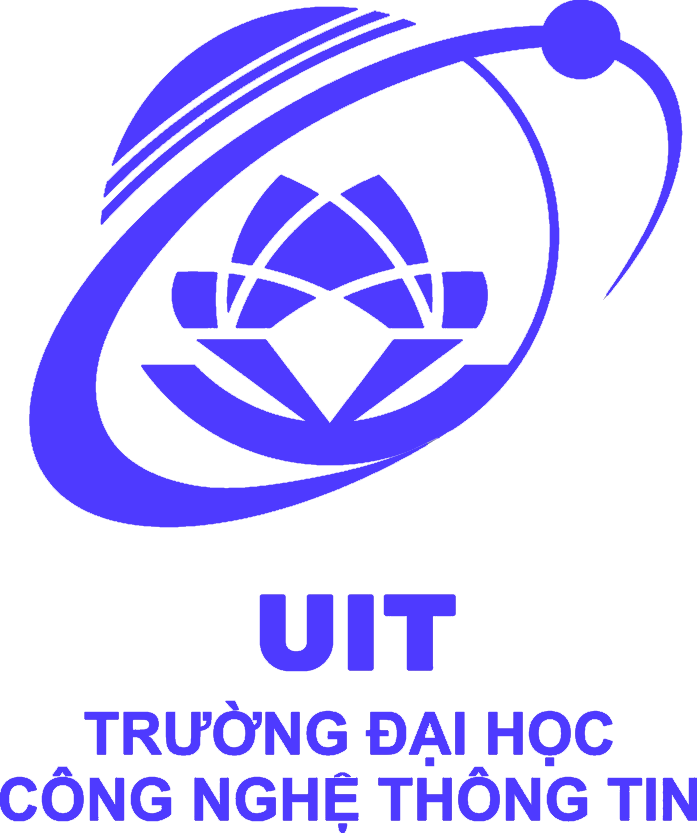 UIT
TRƯỜNG ĐẠI HỌC
CÔNG NGHỆ THÔNG TIN